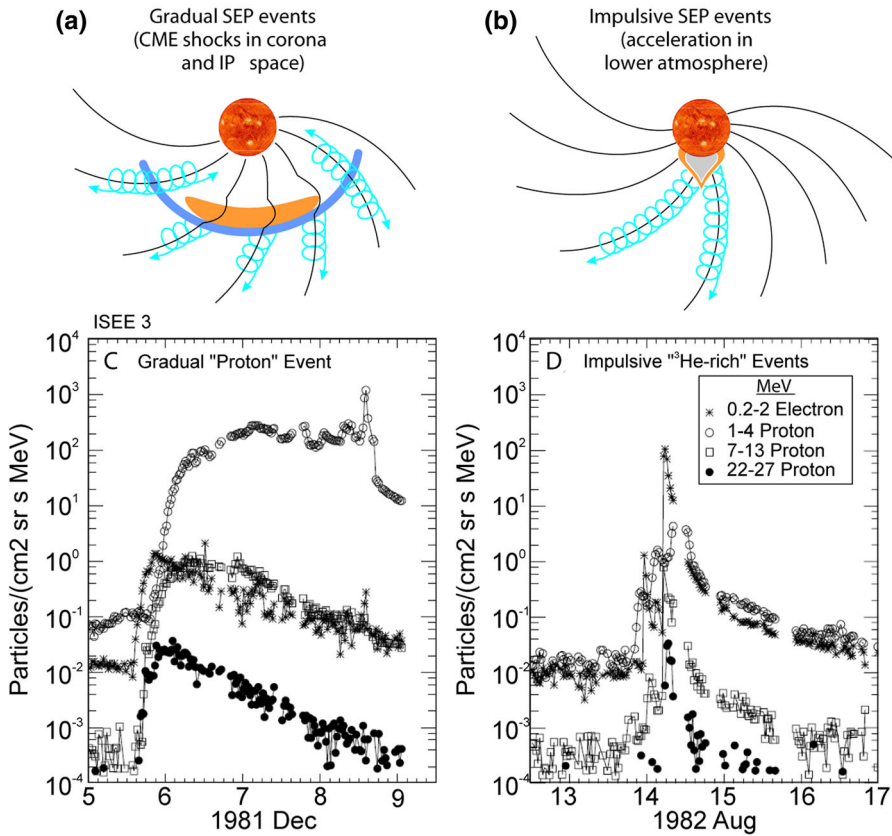 (a)
Gradual SEP events
(CME shocks in corona
and IP space)
(b)
Impulsive SEP events
(acceleration in
lower atmosphere)
ISEE 3
C Gradual "Proton" Event
Particles/(cm2 sr s MeV)
10^4
10^3
10^2
10^1
10^0
10^-1
10^-2
10^-3
10^-4
5 6 7 8 9
1981 Dec
D Impulsive "³He-rich" Events
MeV
0.2-2 Electron
1-4 Proton
7-13 Proton
22-27 Proton
Particles/(cm2 sr s MeV)
10^4
10^3
10^2
10^1
10^0
10^-1
10^-2
10^-3
10^-4
13 14 15 16 17
1982 Aug